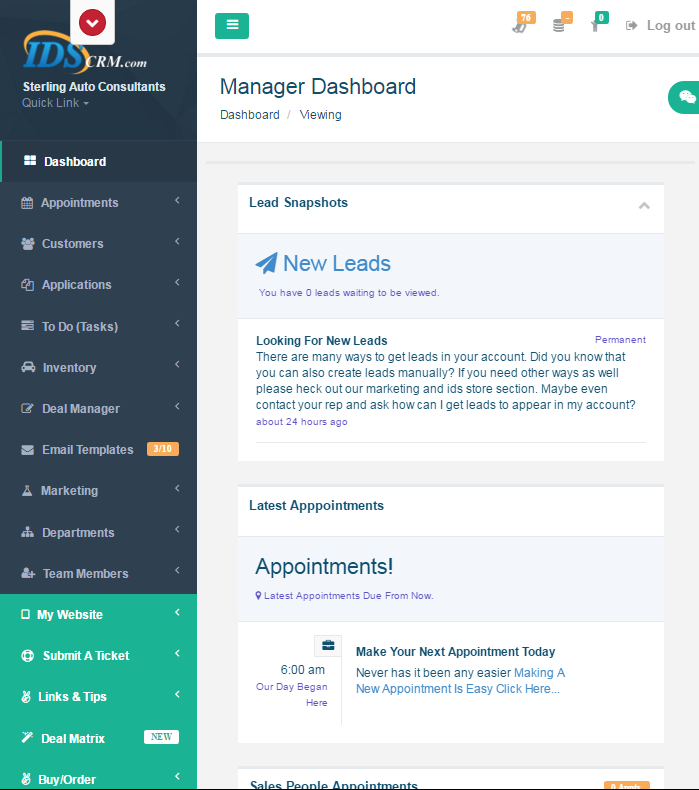 IDSCRM.com
Sterling Auto Consultants
Quick Link
Dashboard
Appointments
Customers
Applications
To Do (Tasks)
Inventory
Deal Manager
Email Templates 3/10
Marketing
Departments
Team Members
My Website
Submit A Ticket
Links & Tips
Deal Matrix NEW
Buy/Order
76 - 0 Log out
Manager Dashboard
Dashboard / Viewing
Lead Snapshots
New Leads
You have 0 leads waiting to be viewed.
Looking For New Leads Permanent
There are many ways to get leads in your account. Did you know that
you can also create leads manually? If you need other ways as well
please heck out our marketing and ids store section. Maybe even
contact your rep and ask how can I get leads to appear in my account?
about 24 hours ago
Latest Apppointments
Appointments!
Latest Appointments Due From Now.
6:00 am
Our Day Began
Here
Make Your Next Appointment Today
Never has it been any easier Making A
New Appointment Is Easy Click Here...
Sales People Appointments 0 Appts